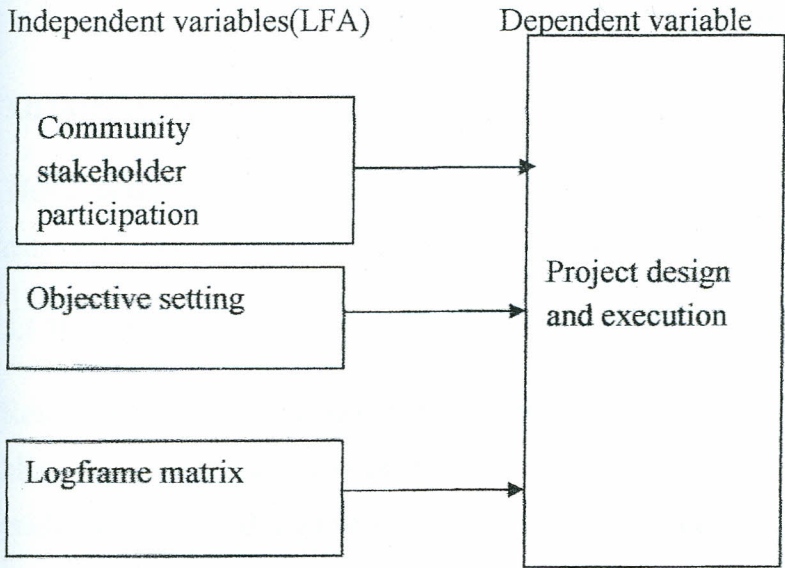 Independent variables(LFA)
Dependent variable
Community
stakeholder
participation
Objective setting
Project design
and execution
Logframe matrix